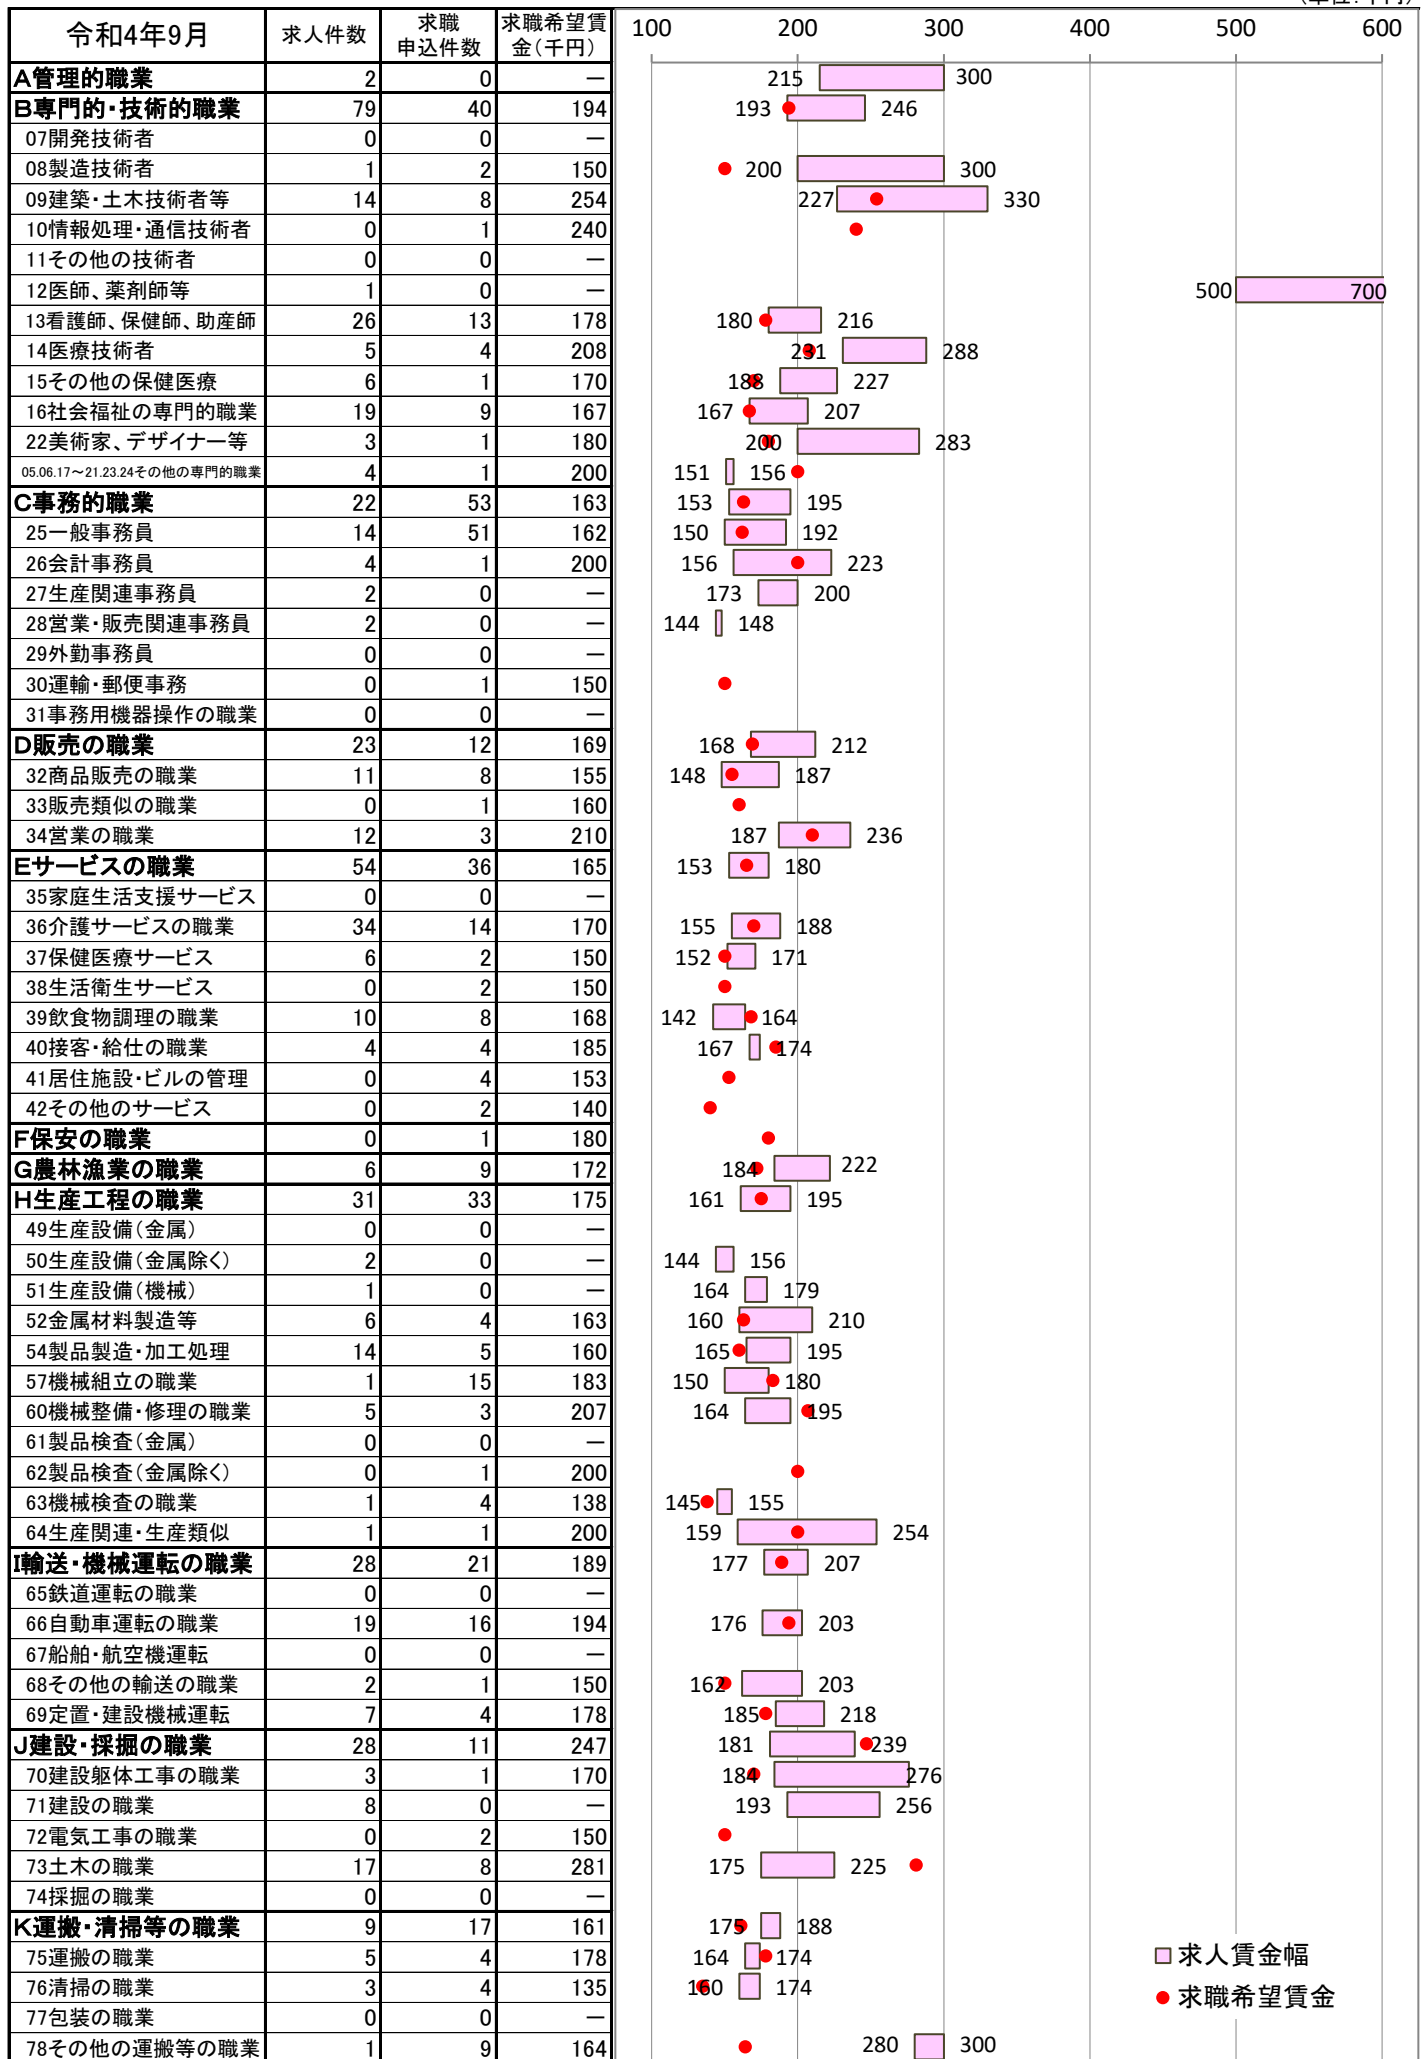 令和4年9月 求人件数 求職申込件数 求職希望賃金(千円) 100 200 300 400 500 600
A管理的職業 2 0 — 215 300
B専門的・技術的職業 79 40 194 193 246
07開発技術者 0 0 —
08製造技術者 1 2 150 200 300
09建築・土木技術者等 14 8 254 227 330
10情報処理・通信技術者 0 1 240
11その他の技術者 0 0 —
12医師、薬剤師等 1 0 — 500 700
13看護師、保健師、助産師 26 13 178 180 216
14医療技術者 5 4 208 231 288
15その他の保健医療 6 1 170 188 227
16社会福祉の専門的職業 19 9 167 167 207
22美術家、デザイナー等 3 1 180 200 283
05.06.17～21.23.24その他の専門的職業 4 1 200 151 156
C事務的職業 22 53 163 153 195
25一般事務員 14 51 162 150 192
26会計事務員 4 1 200 156 223
27生産関連事務員 2 0 — 173 200
28営業・販売関連事務員 2 0 — 144 148
29外勤事務員 0 0 —
30運輸・郵便事務 0 1 150
31事務用機器操作の職業 0 0 —
D販売の職業 23 12 169 168 212
32商品販売の職業 11 8 155 148 187
33販売類似の職業 0 1 160
34営業の職業 12 3 210 187 236
Eサービスの職業 54 36 165 153 180
35家庭生活支援サービス 0 0 —
36介護サービスの職業 34 14 170 155 188
37保健医療サービス 6 2 150 152 171
38生活衛生サービス 0 2 150
39飲食物調理の職業 10 8 168 142 164
40接客・給仕の職業 4 4 185 167 174
41居住施設・ビルの管理 0 4 153
42その他のサービス 0 2 140
F保安の職業 0 1 180
G農林漁業の職業 6 9 172 184 222
H生産工程の職業 31 33 175 161 195
49生産設備(金属) 0 0 —
50生産設備(金属除く) 2 0 — 144 156
51生産設備(機械) 1 0 — 164 179
52金属材料製造等 6 4 163 160 210
54製品製造・加工処理 14 5 160 165 195
57機械組立の職業 1 15 183 150 180
60機械整備・修理の職業 5 3 207 164 195
61製品検査(金属) 0 0 —
62製品検査(金属除く) 0 1 200
63機械検査の職業 1 4 138 145 155
64生産関連・生産類似 1 1 200 159 254
I輸送・機械運転の職業 28 21 189 177 207
65鉄道運転の職業 0 0 —
66自動車運転の職業 19 16 194 176 203
67船舶・航空機運転 0 0 —
68その他の輸送の職業 2 1 150 162 203
69定置・建設機械運転 7 4 178 185 218
J建設・採掘の職業 28 11 247 181 239
70建設躯体工事の職業 3 1 170 184 276
71建設の職業 8 0 — 193 256
72電気工事の職業 0 2 150
73土木の職業 17 8 281 175 225
74採掘の職業 0 0 —
K運搬・清掃等の職業 9 17 161 175 188
75運搬の職業 5 4 178 164 174
76清掃の職業 3 4 135 160 174
77包装の職業 0 0 —
78その他の運搬等の職業 1 9 164 280 300
求人賃金幅
求職希望賃金